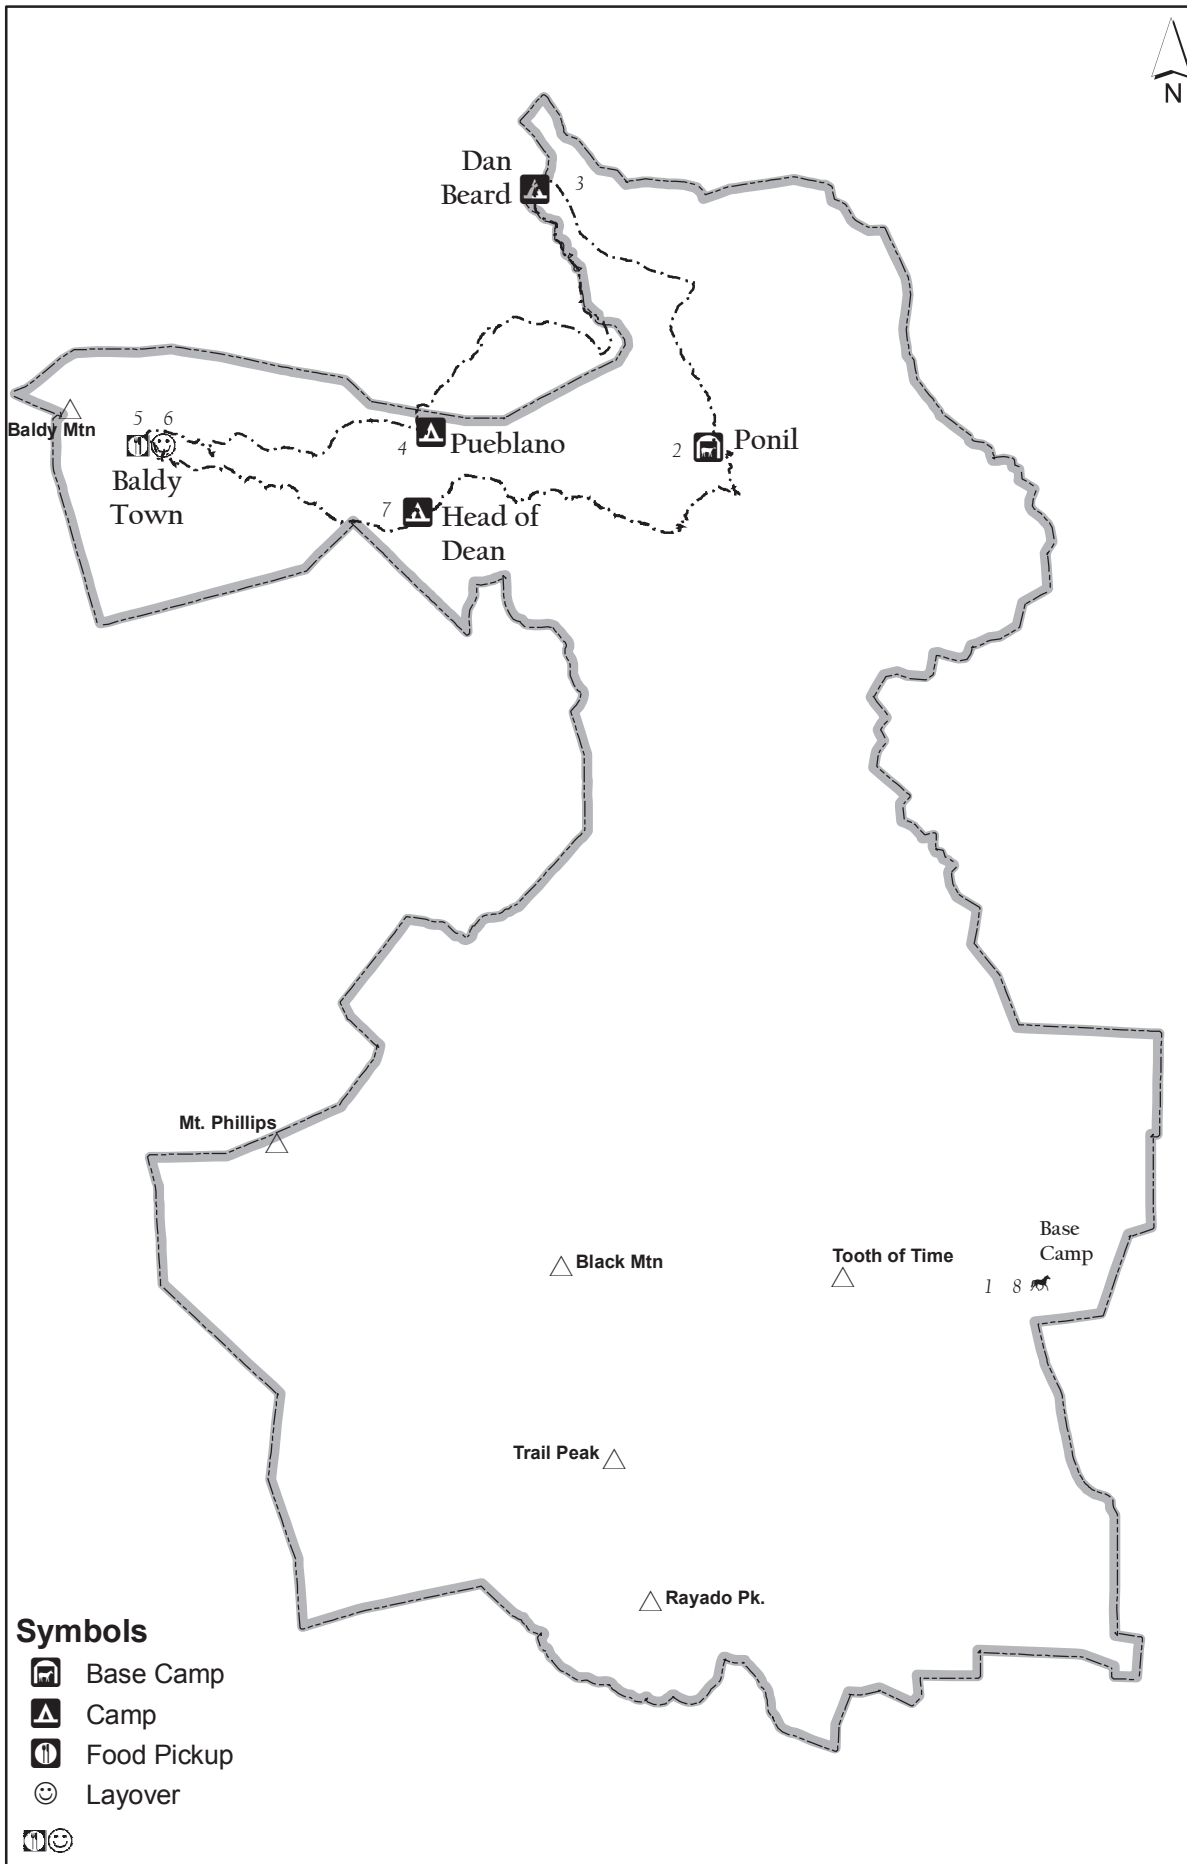 N
Dan
Beard
3
Baldy Mtn
5 6
Baldy
Town
4
Pueblano
2
Ponil
7
Head of
Dean
Mt. Phillips
Black Mtn
Tooth of Time
Base
Camp
1 8
Trail Peak
Rayado Pk.
Symbols
Base Camp
Camp
Food Pickup
Layover